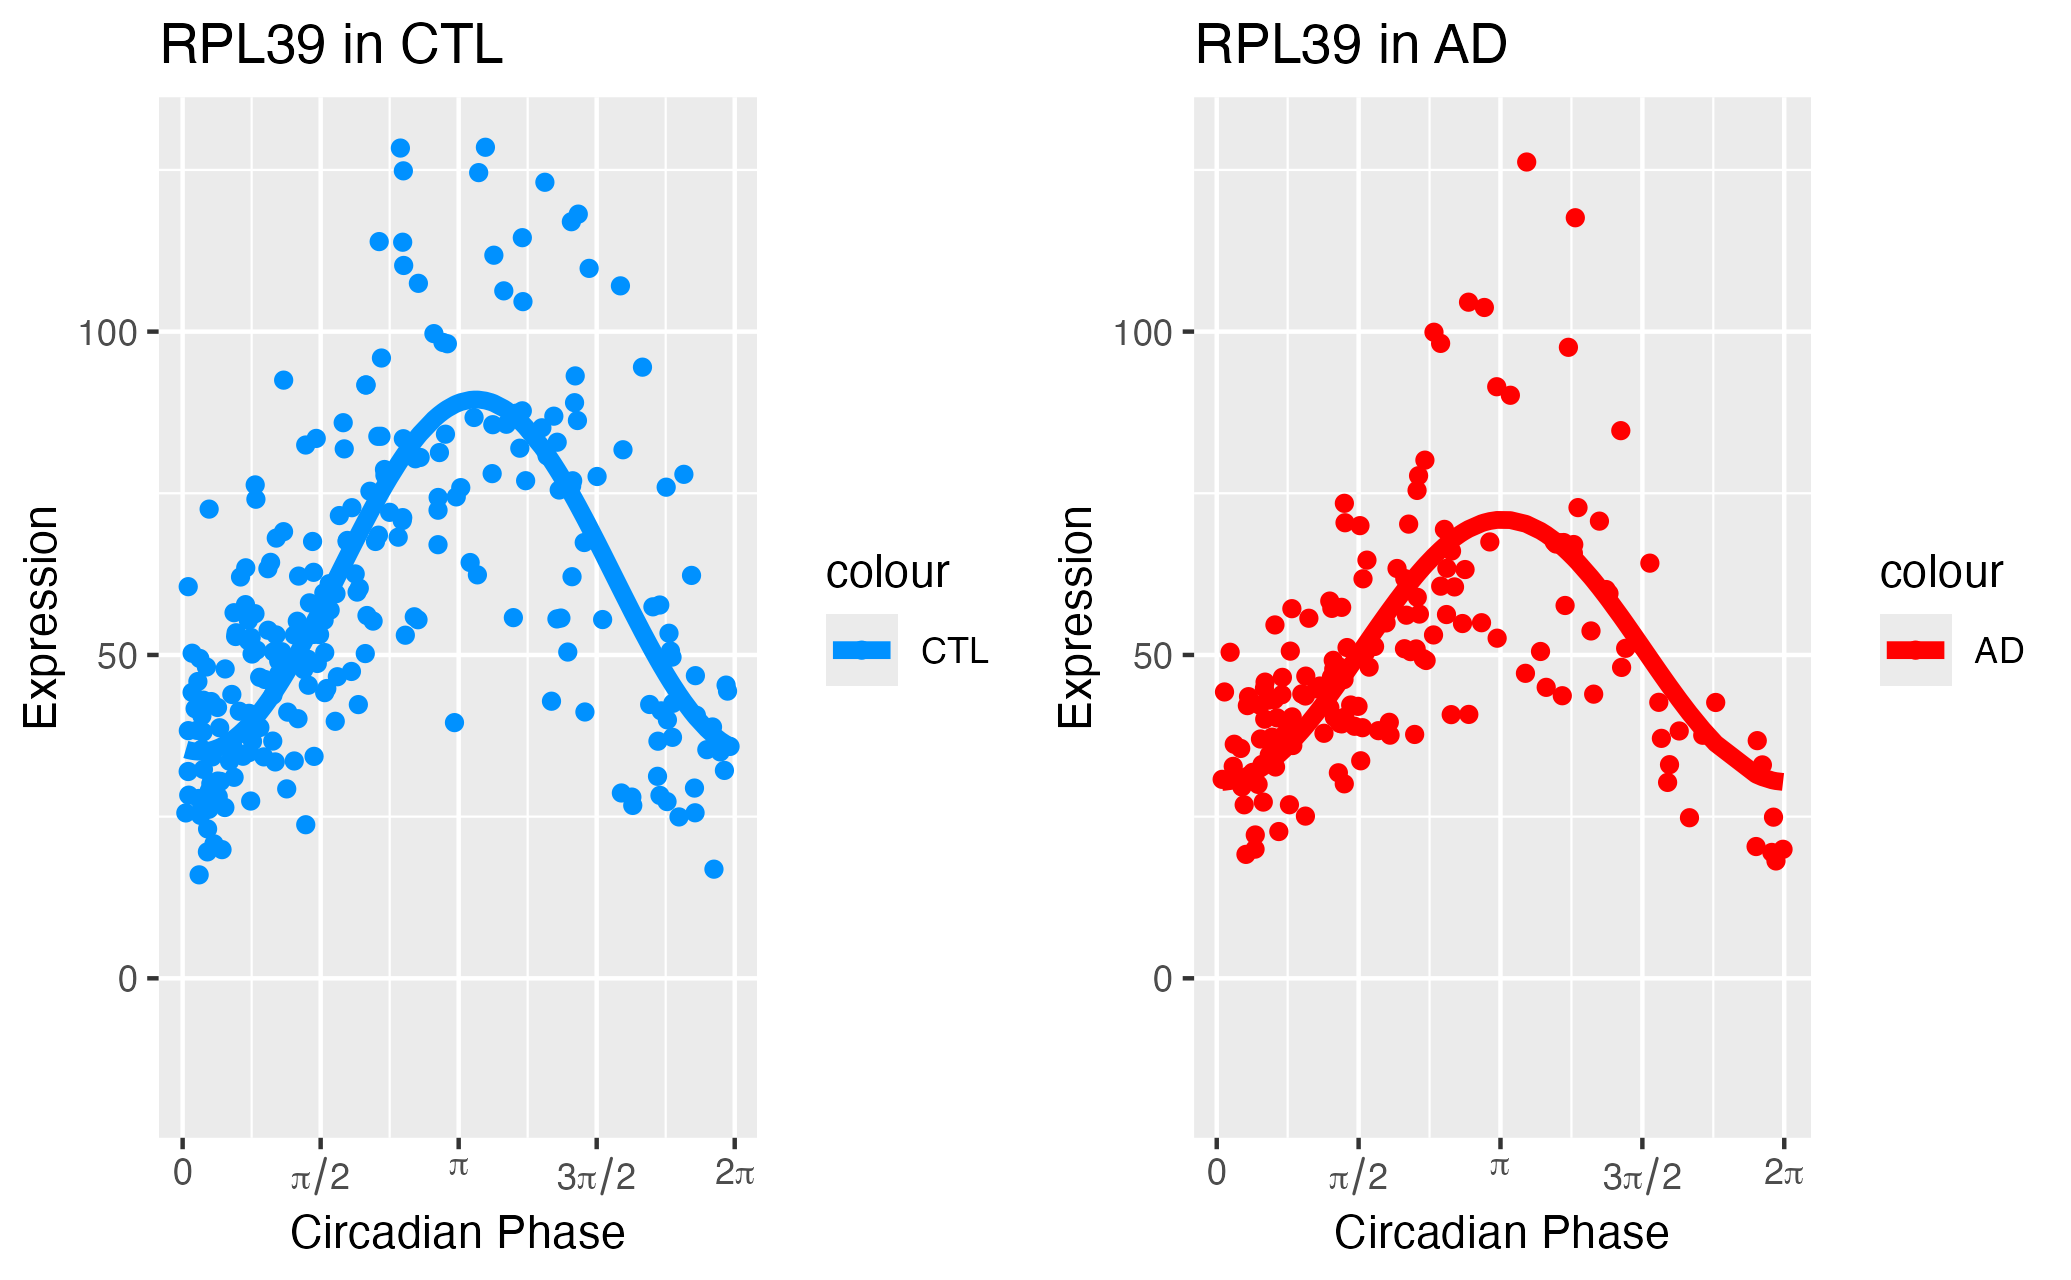 RPL39 in CTL
Expression
100
50
0
0 π/2 π 3π/2 2π
Circadian Phase
colour
CTL
RPL39 in AD
Expression
100
50
0
0 π/2 π 3π/2 2π
Circadian Phase
colour
AD